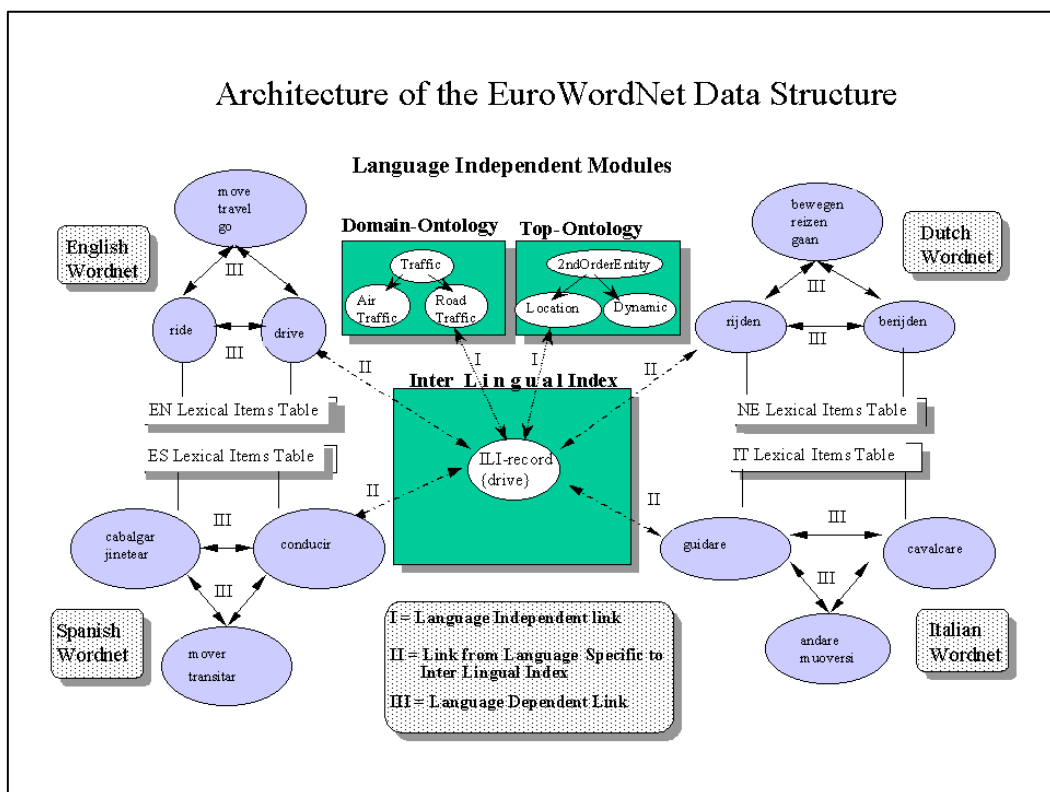 Architecture of the EuroWordNet Data Structure
Language Independent Modules
move
travel
go
English
Wordnet
III
ride
drive
III
EN Lexical Items Table
Domain-Ontology
Traffic
Air
Traffic
Road
Traffic
Top-Ontology
2ndOrderEntity
Location
Dynamic
I
I
bewegen
reizen
gaan
Dutch
Wordnet
III
rijden
berijden
III
NE Lexical Items Table
II
II
Inter Lingual Index
ILI-record
{drive}
II
II
ES Lexical Items Table
cabalgar
jinetear
III
conducir
III
Spanish
Wordnet
mover
transitar
IT Lexical Items Table
guidare
III
cavalcare
III
andare
muoversi
Italian
Wordnet
I = Language Independent link
II = Link from Language Specific to
Inter Lingual Index
III = Language Dependent Link